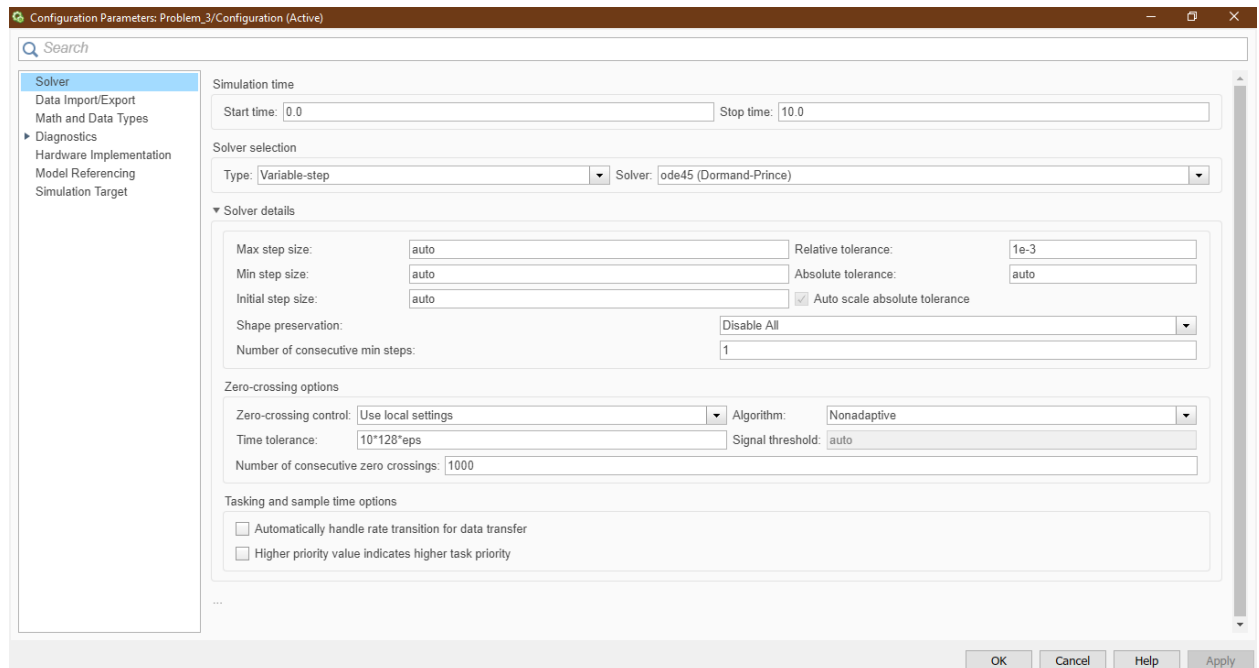 Configuration Parameters: Problem_3/Configuration (Active)
Search
Solver
Data Import/Export
Math and Data Types
Diagnostics
Hardware Implementation
Model Referencing
Simulation Target
Simulation time
Start time: 0.0 Stop time: 10.0
Solver selection
Type: Variable-step Solver: ode45 (Dormand-Prince)
Solver details
Max step size: auto Relative tolerance: 1e-3
Min step size: auto Absolute tolerance: auto
Initial step size: auto Auto scale absolute tolerance
Shape preservation: Disable All
Number of consecutive min steps: 1
Zero-crossing options
Zero-crossing control: Use local settings Algorithm: Nonadaptive
Time tolerance: 10*128*eps Signal threshold: auto
Number of consecutive zero crossings: 1000
Tasking and sample time options
Automatically handle rate transition for data transfer
Higher priority value indicates higher task priority
...
OK Cancel Help Apply